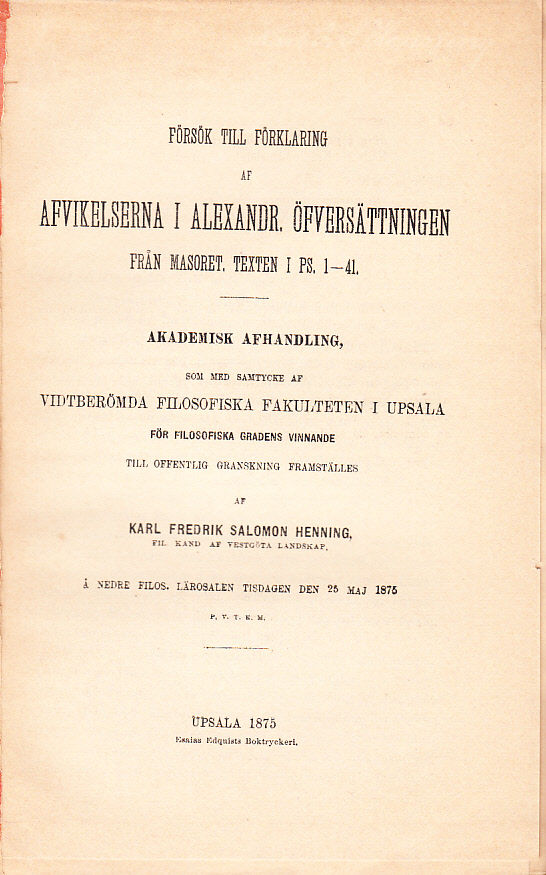 FÖRSÖK TILL FÖRKLARING
AF
AFVIKELSERNA I ALEXANDR. ÖFVERSÄTTNINGEN
FRÅN MASORET. TEXTEN I PS. 1—41.
AKADEMISK AFHANDLING,
SOM MED SAMTYCKE AF
VIDTBERÖMDA FILOSOFISKA FAKULTETEN I UPSALA
FÖR FILOSOFISKA GRADENS VINNANDE
TILL OFFENTLIG GRANSKNING FRAMSTÄLLES
AF
KARL FREDRIK SALOMON HENNING,
FIL. KAND AF VESTGÖTA LANDSKAP,
Å NEDRE FILOS. LÄROSALEN TISDAGEN DEN 25 MAJ 1875
P. V. T. E. M.
UPSALA 1875
Esaias Edquists Boktryckeri.